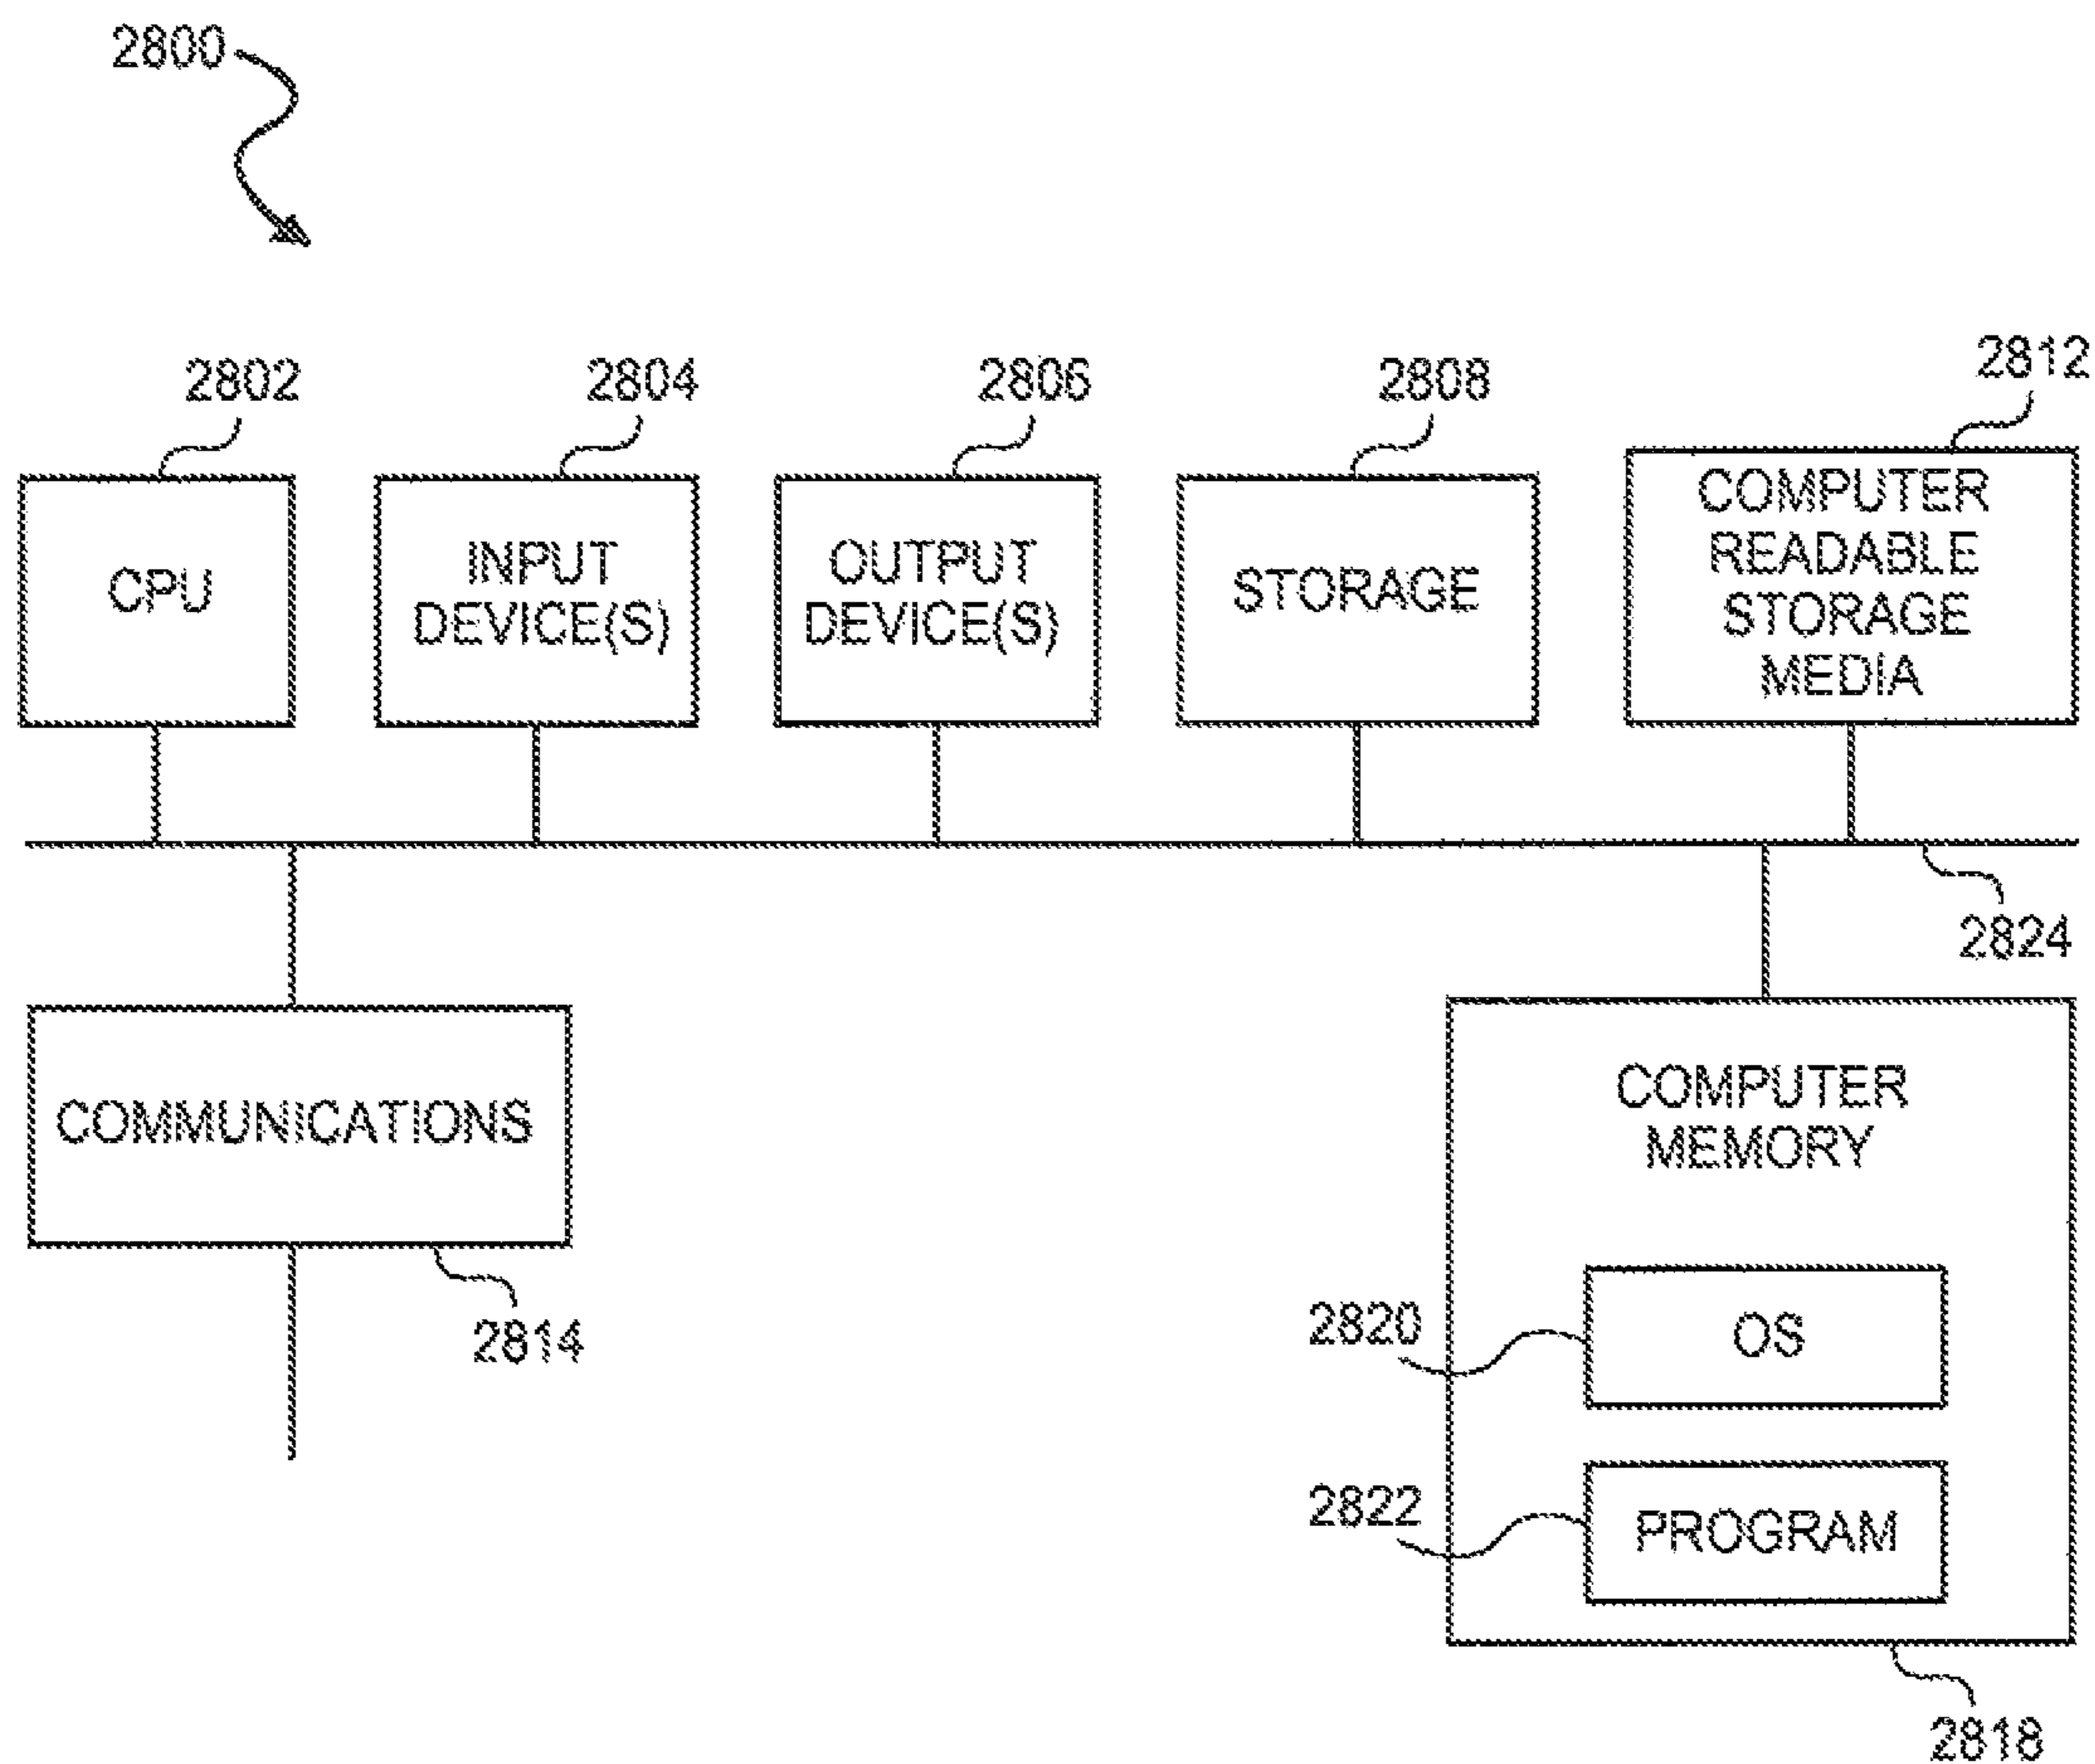 2800
2802
2804
2806
2808
2812
CPU
INPUT
DEVICE(S)
OUTPUT
DEVICE(S)
STORAGE
COMPUTER
READABLE
STORAGE
MEDIA
2824
COMMUNICATIONS
2814
COMPUTER
MEMORY
2820
OS
2822
PROGRAM
2818